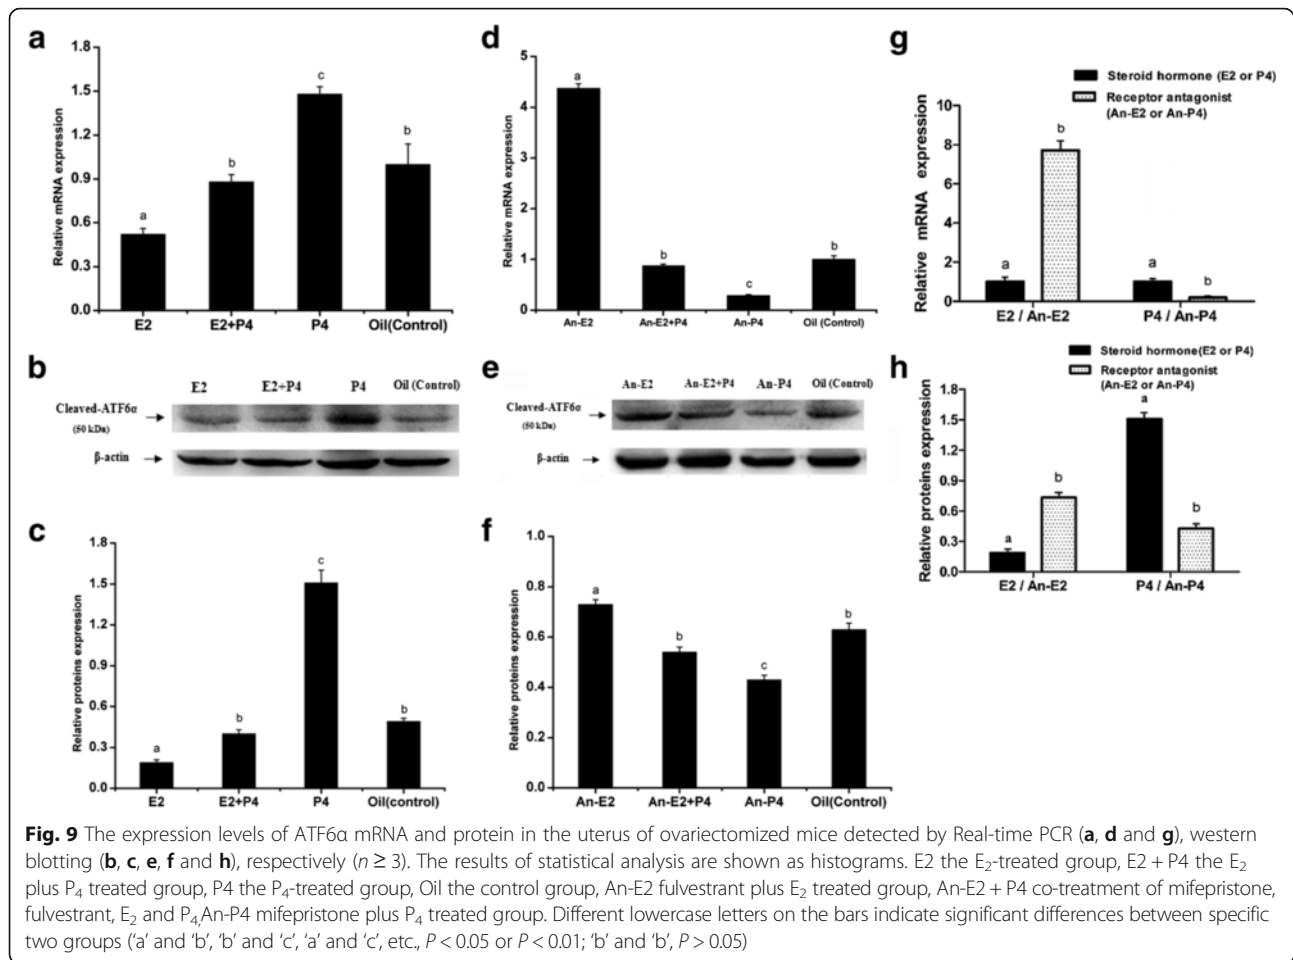 a
Relative mRNA expression
1.8
1.5
1.2
0.9
0.6
0.3
0.0
a
b
c
b
E2
E2+P4
P4
Oil(Control)
b
E2
E2+P4
P4
Oil (Control)
Cleaved-ATF6α
(50 kDa)
β-actin
c
Relative proteins expression
1.8
1.5
1.2
0.9
0.6
0.3
0.0
a
b
c
b
E2
E2+P4
P4
Oil(control)
d
Relative mRNA expression
5
4
3
2
1
0
a
b
c
b
An-E2
An-E2+P4
An-P4
Oil (Control)
e
An-E2
An-E2+P4
An-P4
Oil (Control)
Cleaved-ATF6α
(50 kDa)
β-actin
f
Relative proteins expression
1.0
0.8
0.6
0.4
0.2
0.0
a
b
c
b
An-E2
An-E2+P4
An-P4
Oil(Control)
g
Steroid hormone (E2 or P4)
Receptor antagonist
(An-E2 or An-P4)
Relative mRNA expression
10
8
6
4
2
0
a
b
a
b
E2 / An-E2
P4 / An-P4
h
Steroid hormone(E2 or P4)
Receptor antagonist
(An-E2 or An-P4)
Relative proteins expression
1.8
1.5
1.2
0.9
0.6
0.3
0.0
a
b
a
b
E2 / An-E2
P4 / An-P4
Fig. 9 The expression levels of ATF6α mRNA and protein in the uterus of ovariectomized mice detected by Real-time PCR (a, d and g), western
blotting (b, c, e, f and h), respectively (n ≥ 3). The results of statistical analysis are shown as histograms. E2 the E₂-treated group, E2 + P4 the E₂
plus P₄ treated group, P4 the P₄-treated group, Oil the control group, An-E2 fulvestrant plus E₂ treated group, An-E2 + P4 co-treatment of mifepristone,
fulvestrant, E₂ and P₄,An-P4 mifepristone plus P₄ treated group. Different lowercase letters on the bars indicate significant differences between specific
two groups (‘a’ and ‘b’, ‘b’ and ‘c’, ‘a’ and ‘c’, etc., P < 0.05 or P < 0.01; ‘b’ and ‘b’, P > 0.05)